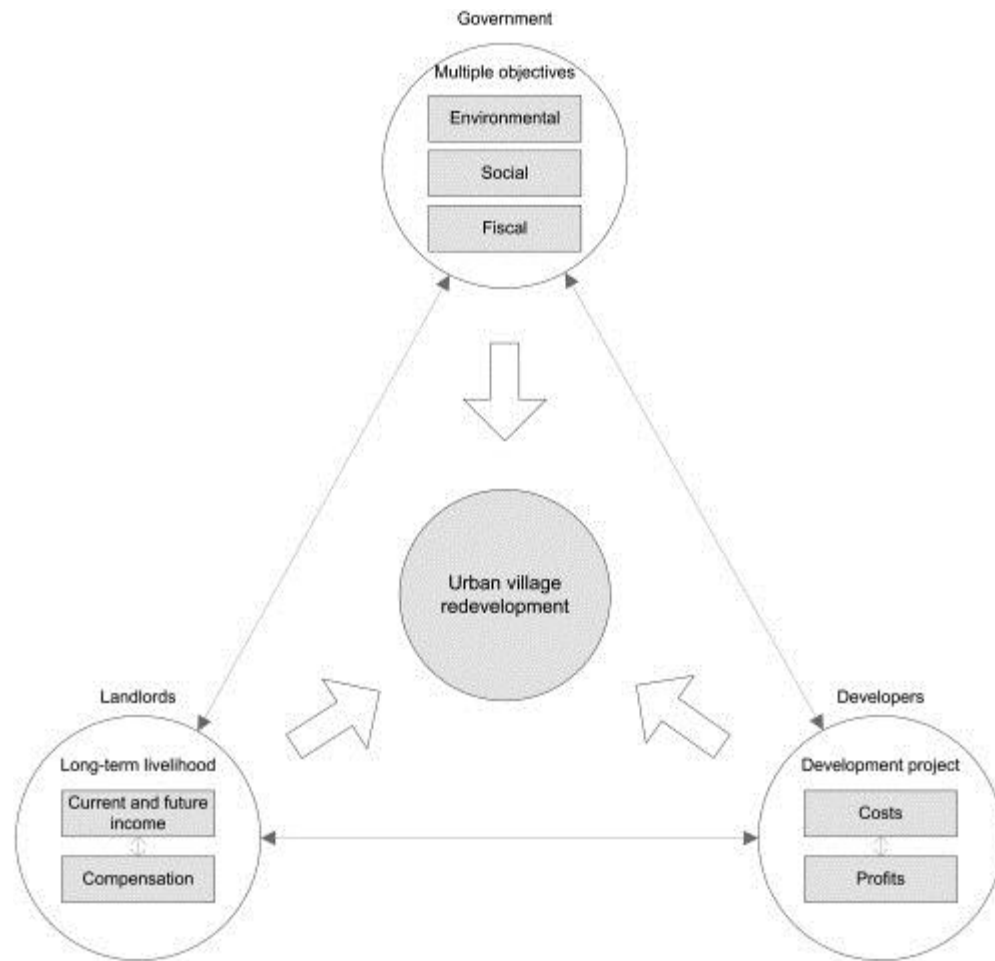 Government
Multiple objectives
Environmental
Social
Fiscal
Urban village
redevelopment
Landlords
Long-term livelihood
Current and future
income
Compensation
Developers
Development project
Costs
Profits